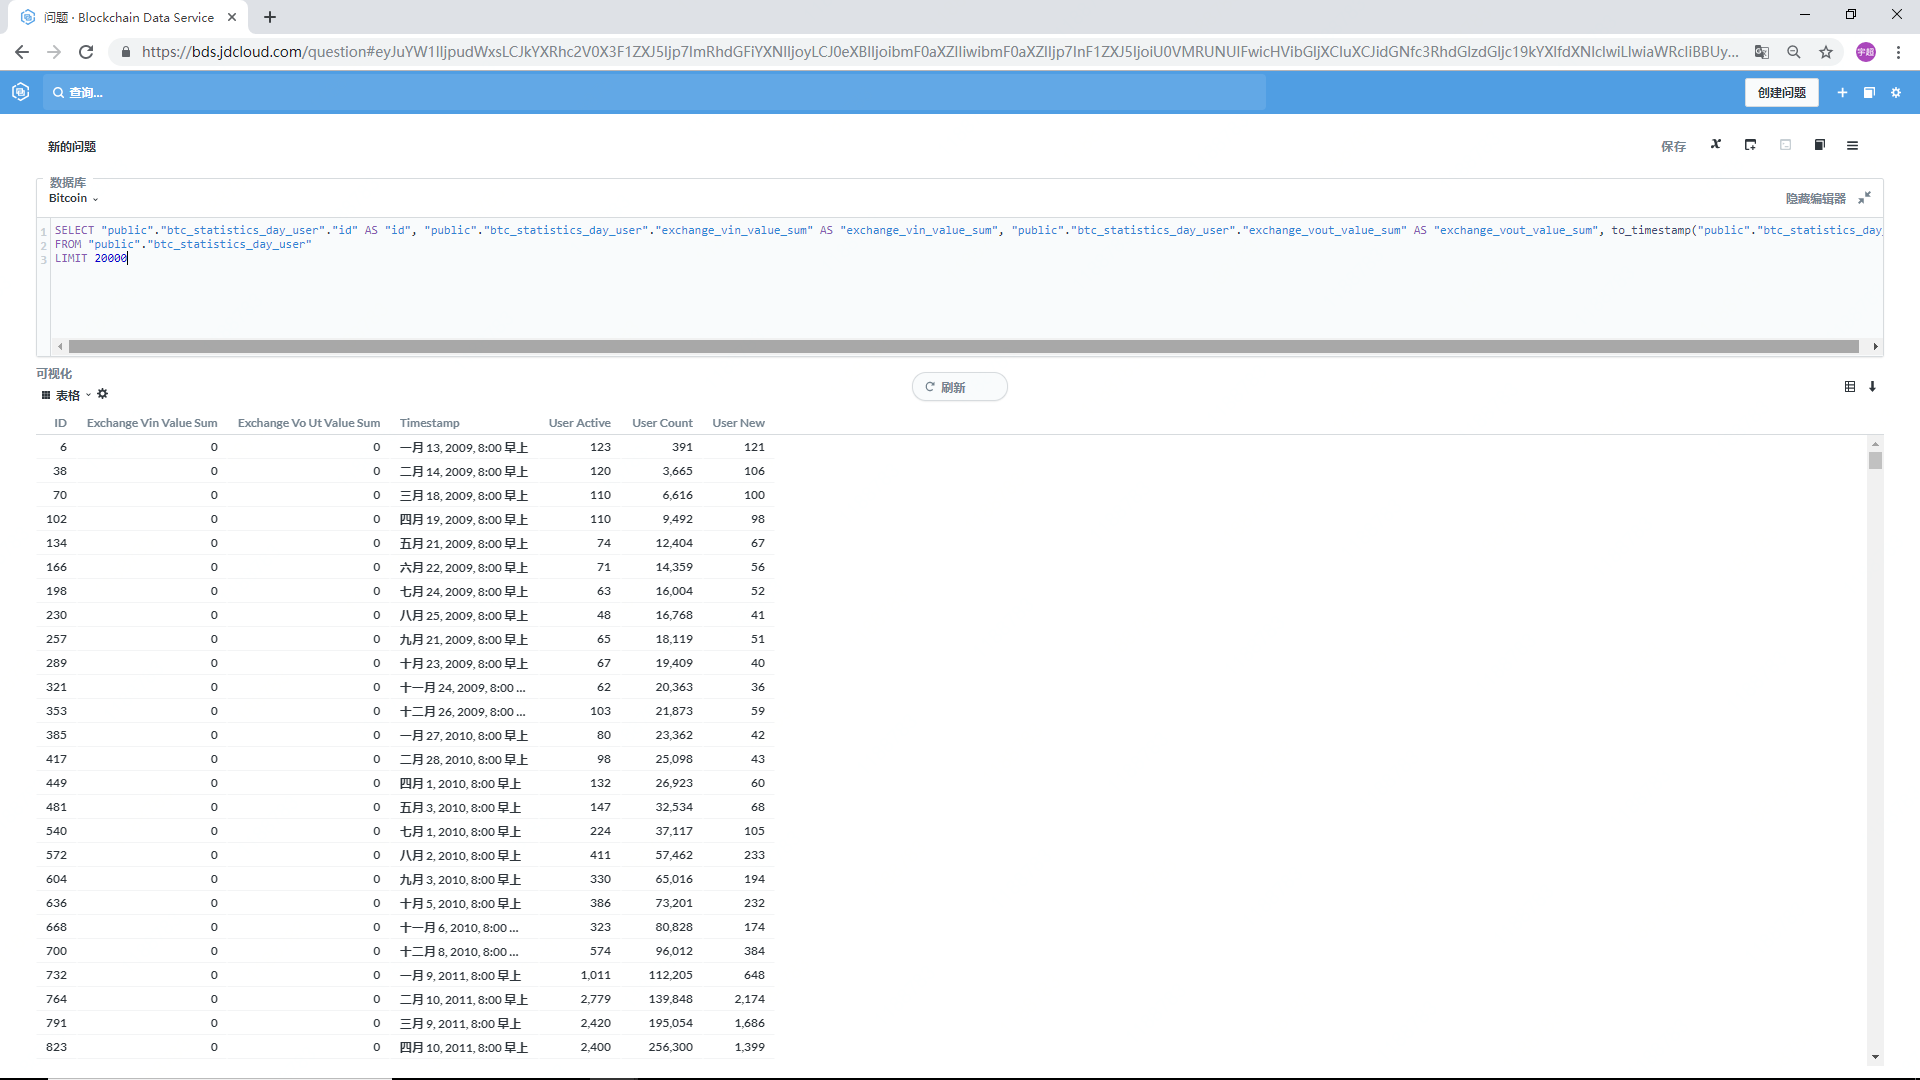 问题 · Blockchain Data Service
https://bds.jdcloud.com/question#eyJuYW1lIjpudWxsLCJkYXRhc2V0X3F1ZXJ5Ijp7ImRhdGFiYXNlIjoyLCJ0eXBlIjoibmF0aXZlIiwibmF0aXZlIjp7InF1ZXJ5IjoiU0VMRUNUIFwicHVibGljXCIuXCJidGNfc3RhdGlzdGljc19kYXlfdXNlclwiLlwiaWRcIiBBUy...
宇超
查询...
创建问题
新的问题
保存
数据库
Bitcoin
隐藏编辑器
1 SELECT "public"."btc_statistics_day_user"."id" AS "id", "public"."btc_statistics_day_user"."exchange_vin_value_sum" AS "exchange_vin_value_sum", "public"."btc_statistics_day_user"."exchange_vout_value_sum" AS "exchange_vout_value_sum", to_timestamp("public"."btc_statistics_day_
2 FROM "public"."btc_statistics_day_user"
3 LIMIT 20000
可视化
表格
刷新
ID Exchange Vin Value Sum Exchange Vo Ut Value Sum Timestamp User Active User Count User New
6 0 0 一月 13, 2009, 8:00 早上 123 391 121
38 0 0 二月 14, 2009, 8:00 早上 120 3,665 106
70 0 0 三月 18, 2009, 8:00 早上 110 6,616 100
102 0 0 四月 19, 2009, 8:00 早上 110 9,492 98
134 0 0 五月 21, 2009, 8:00 早上 74 12,404 67
166 0 0 六月 22, 2009, 8:00 早上 71 14,359 56
198 0 0 七月 24, 2009, 8:00 早上 63 16,004 52
230 0 0 八月 25, 2009, 8:00 早上 48 16,768 41
257 0 0 九月 21, 2009, 8:00 早上 65 18,119 51
289 0 0 十月 23, 2009, 8:00 早上 67 19,409 40
321 0 0 十一月 24, 2009, 8:00 ... 62 20,363 36
353 0 0 十二月 26, 2009, 8:00 ... 103 21,873 59
385 0 0 一月 27, 2010, 8:00 早上 80 23,362 42
417 0 0 二月 28, 2010, 8:00 早上 98 25,098 43
449 0 0 四月 1, 2010, 8:00 早上 132 26,923 60
481 0 0 五月 3, 2010, 8:00 早上 147 32,534 68
540 0 0 七月 1, 2010, 8:00 早上 224 37,117 105
572 0 0 八月 2, 2010, 8:00 早上 411 57,462 233
604 0 0 九月 3, 2010, 8:00 早上 330 65,016 194
636 0 0 十月 5, 2010, 8:00 早上 386 73,201 232
668 0 0 十一月 6, 2010, 8:00 ... 323 80,828 174
700 0 0 十二月 8, 2010, 8:00 ... 574 96,012 384
732 0 0 一月 9, 2011, 8:00 早上 1,011 112,205 648
764 0 0 二月 10, 2011, 8:00 早上 2,779 139,848 2,174
791 0 0 三月 9, 2011, 8:00 早上 2,420 195,054 1,686
823 0 0 四月 10, 2011, 8:00 早上 2,400 256,300 1,399